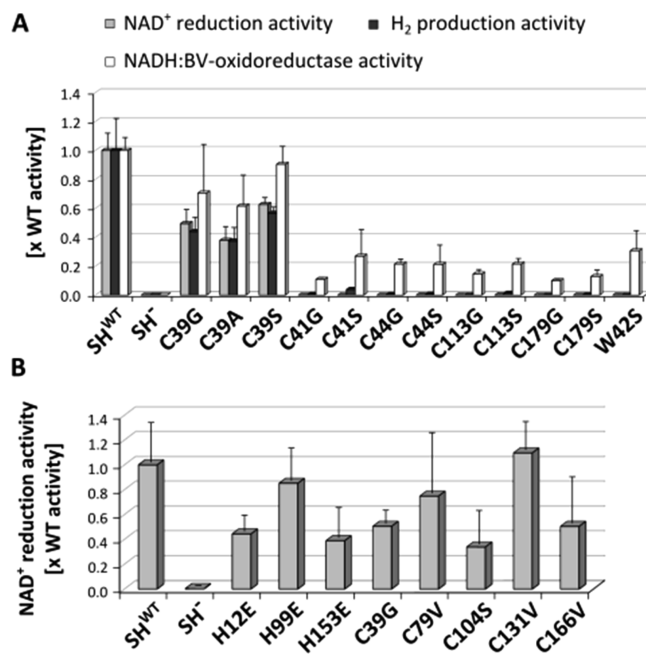 A
NAD⁺ reduction activity
H₂ production activity
NADH:BV-oxidoreductase activity
[x WT activity]
1.4
1.2
1.0
0.8
0.6
0.4
0.2
0.0
SHᵂᵀ
SH⁻
C39G
C39A
C39S
C41G
C41S
C44G
C44S
C113G
C113S
C179G
C179S
W42S
B
NAD⁺ reduction activity
[x WT activity]
1.4
1.2
1.0
0.8
0.6
0.4
0.2
0.0
SHᵂᵀ
SH⁻
H12E
H99E
H153E
C39G
C79V
C104S
C131V
C166V